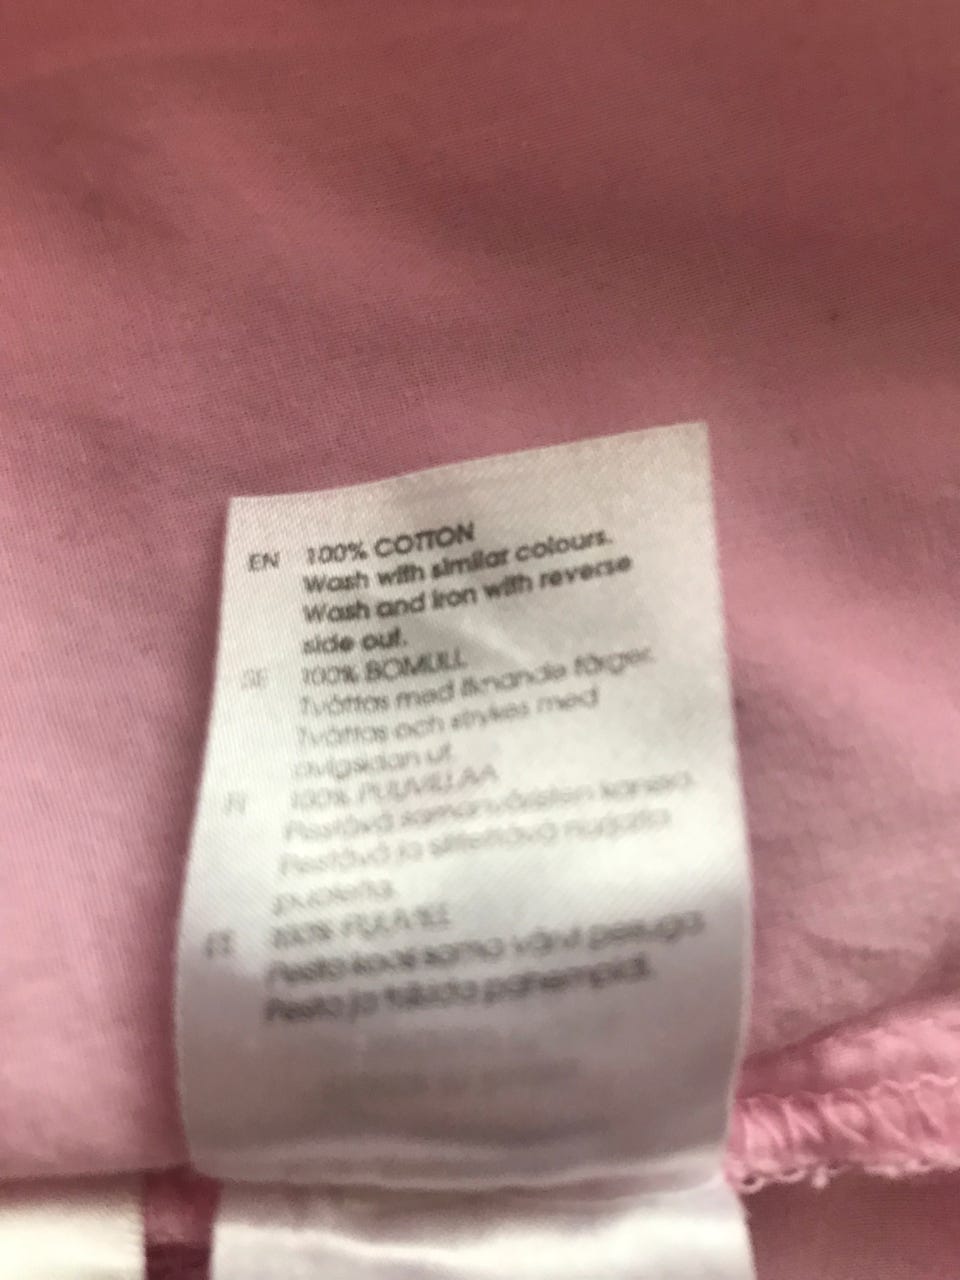 EN 100% COTTON
Wash with similar colours.
Wash and iron with reverse
side out.
SE 100% BOMULL
Tvättas med liknande färger.
Tvättas och strykes med
avigsidan ut.
FI 100% PUUVILLAA
Pestävä samanväristen kanssa.
Pestävä ja silitettävä nurjalta
puolelta.
EE 100% PUUVILL
Pesta koos sama värvi pesuga
Pesta ja triikida pahempidi.